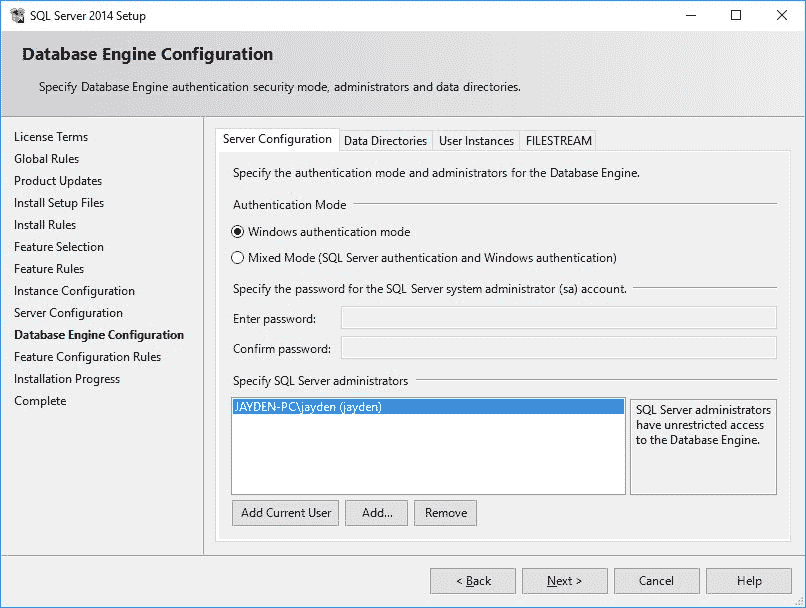 SQL Server 2014 Setup
Database Engine Configuration
Specify Database Engine authentication security mode, administrators and data directories.
License Terms
Global Rules
Product Updates
Install Setup Files
Install Rules
Feature Selection
Feature Rules
Instance Configuration
Server Configuration
Database Engine Configuration
Feature Configuration Rules
Installation Progress
Complete
Server Configuration Data Directories User Instances FILESTREAM
Specify the authentication mode and administrators for the Database Engine.
Authentication Mode
Windows authentication mode
Mixed Mode (SQL Server authentication and Windows authentication)
Specify the password for the SQL Server system administrator (sa) account.
Enter password:
Confirm password:
Specify SQL Server administrators
JAYDEN-PC\jayden (jayden)
SQL Server administrators
have unrestricted access
to the Database Engine.
Add Current User Add... Remove
< Back Next > Cancel Help